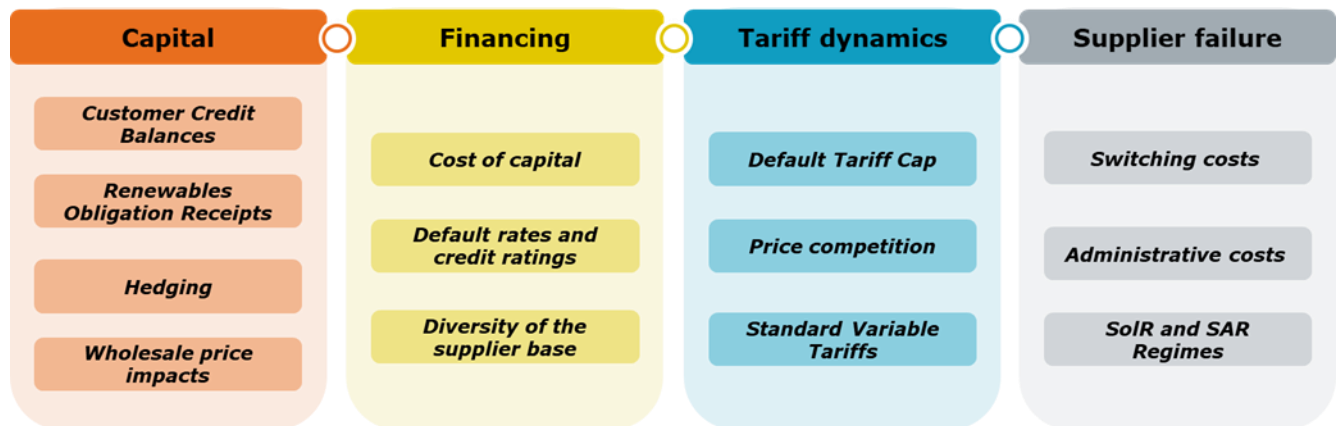 Capital
Customer Credit
Balances
Renewables
Obligation Receipts
Hedging
Wholesale price
impacts
Financing
Cost of capital
Default rates and
credit ratings
Diversity of the
supplier base
Tariff dynamics
Default Tariff Cap
Price competition
Standard Variable
Tariffs
Supplier failure
Switching costs
Administrative costs
SolR and SAR
Regimes